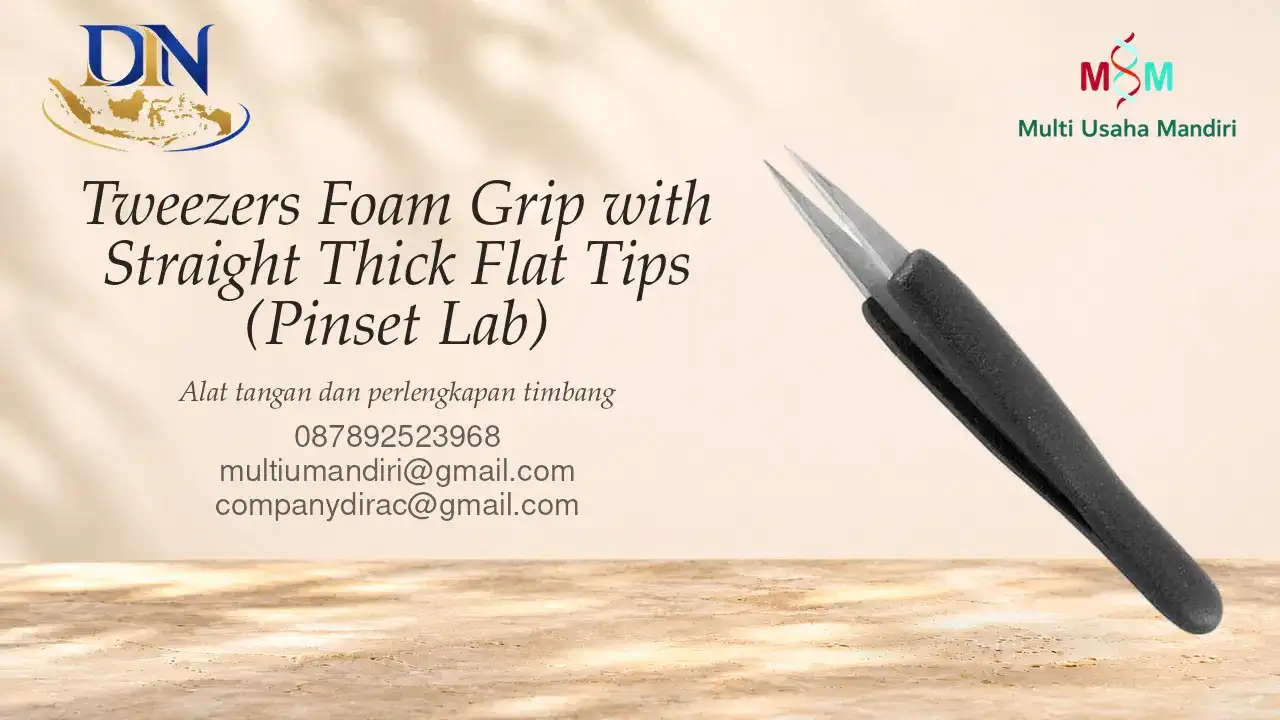 DIN
M M
Multi Usaha Mandiri
Tweezers Foam Grip with
Straight Thick Flat Tips
(Pinset Lab)
Alat tangan dan perlengkapan timbang
087892523968
multiumandiri@gmail.com
companydirac@gmail.com